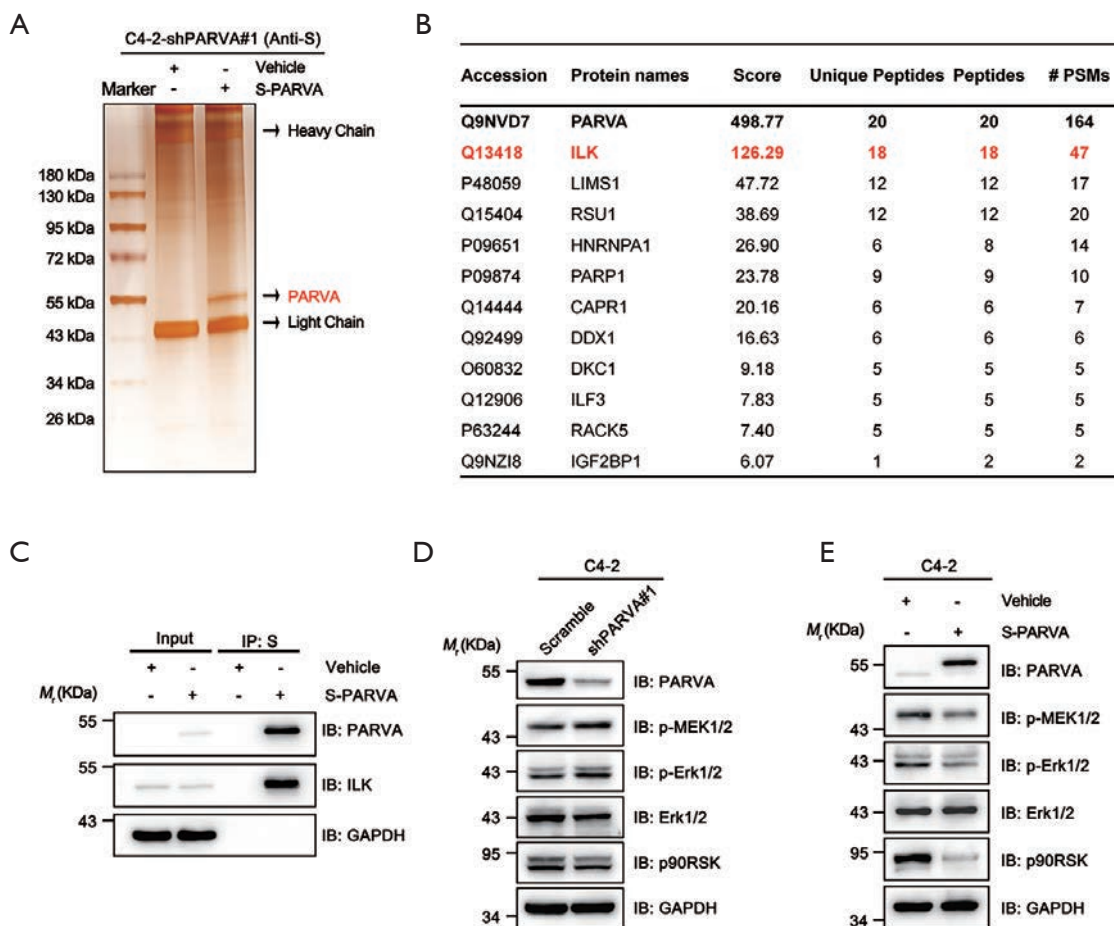 A
C4-2-shPARVA#1 (Anti-S)
+ - Vehicle
Marker - + S-PARVA
Heavy Chain
180 kDa
130 kDa
95 kDa
72 kDa
55 kDa
PARVA
Light Chain
43 kDa
34 kDa
26 kDa
B
Accession Protein names Score Unique Peptides Peptides # PSMs
Q9NVD7 PARVA 498.77 20 20 164
Q13418 ILK 126.29 18 18 47
P48059 LIMS1 47.72 12 12 17
Q15404 RSU1 38.69 12 12 20
P09651 HNRNPA1 26.90 6 8 14
P09874 PARP1 23.78 9 9 10
Q14444 CAPR1 20.16 6 6 7
Q92499 DDX1 16.63 6 6 6
O60832 DKC1 9.18 5 5 5
Q12906 ILF3 7.83 5 5 5
P63244 RACK5 7.40 5 5 5
Q9NZI8 IGF2BP1 6.07 1 2 2
C
Input IP: S
+ - + - Vehicle
Mr(KDa) - + - + S-PARVA
55 IB: PARVA
55 IB: ILK
43 IB: GAPDH
D
C4-2
Scramble shPARVA#1
Mr(KDa)
55 IB: PARVA
43 IB: p-MEK1/2
43 IB: p-Erk1/2
43 IB: Erk1/2
95 IB: p90RSK
34 IB: GAPDH
E
C4-2
+ - Vehicle
Mr(KDa) - + S-PARVA
55 IB: PARVA
43 IB: p-MEK1/2
43 IB: p-Erk1/2
43 IB: Erk1/2
95 IB: p90RSK
34 IB: GAPDH